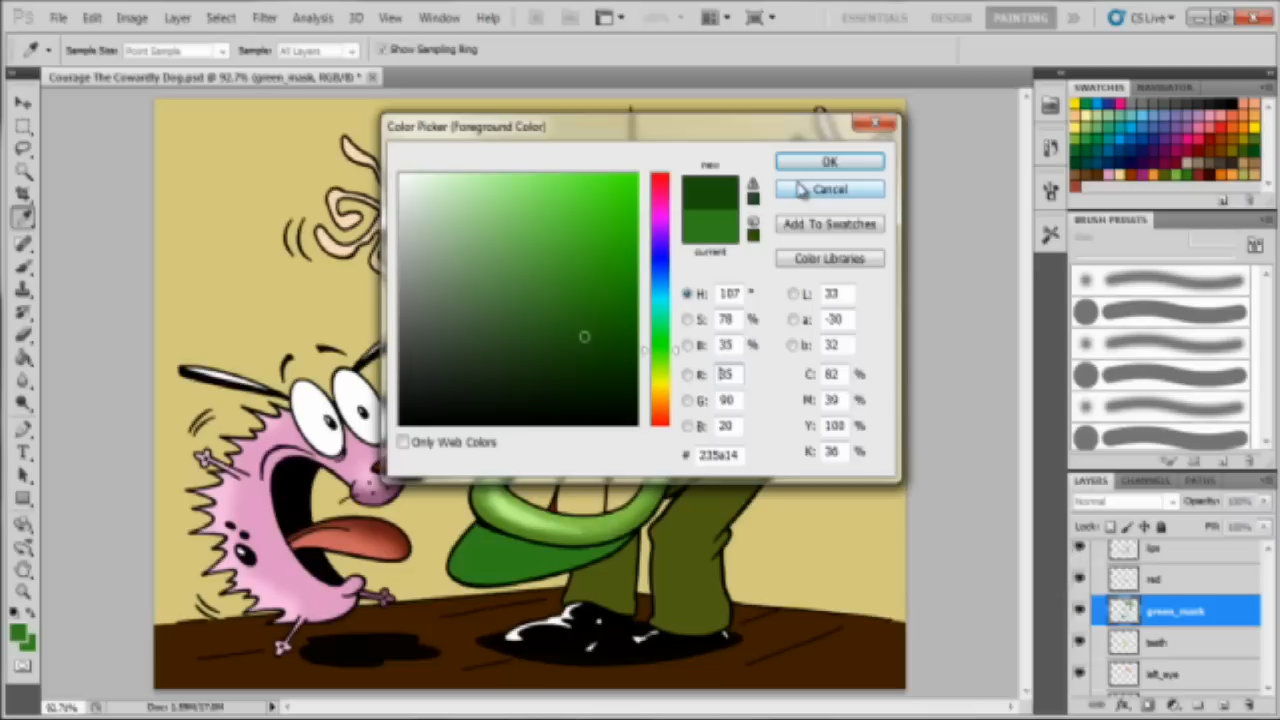 Ps File Edit Image Layer Select Filter Analysis 3D View Window Help ESSENTIALS DESIGN PAINTING CS Live
Sample Size: Point Sample Sample: All Layers Show Sampling Ring
Courage The Cowardly Dog.psd @ 92.7% (green_mask, RGB/8) *
SWATCHES NAVIGATOR
Color Picker (Foreground Color)
new
OK
Cancel
Add To Swatches
current
Color Libraries
BRUSH PRESETS
H: 107 ° L: 33
S: 78 % a: -30
B: 35 % b: 32
R: 35 C: 82 %
G: 90 M: 39 %
B: 20 Y: 100 %
# 235a14 K: 36 %
Only Web Colors
LAYERS CHANNELS PATHS
Normal Opacity: 100%
Lock: Fill: 100%
lips
red
green_mask
teeth
left_eye